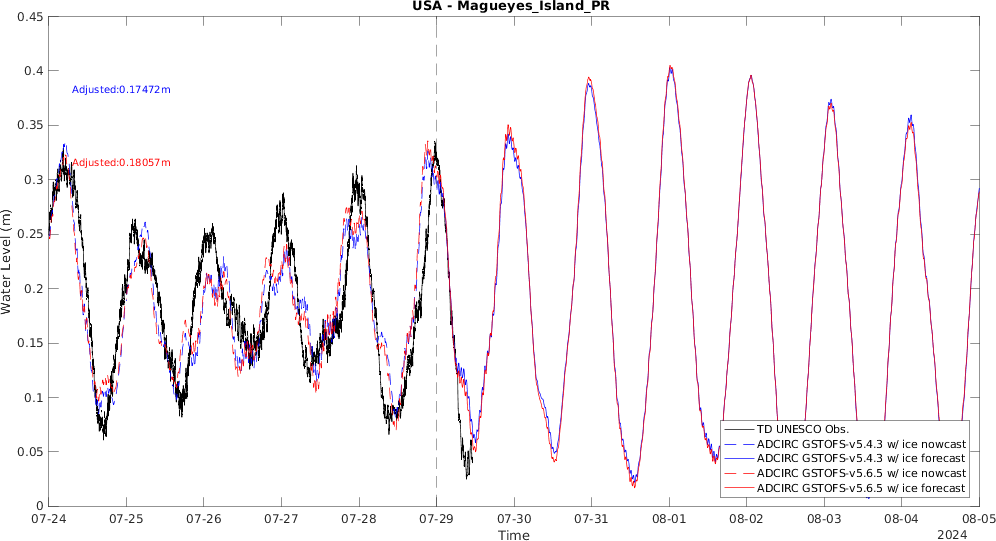 USA - Magueyes_Island_PR
0.45
0.4
0.35
0.3
0.25
0.2
0.15
0.1
0.05
0
Water Level (m)
Adjusted:0.17472m
Adjusted:0.18057m
TD UNESCO Obs.
ADCIRC GSTOFS-v5.4.3 w/ ice nowcast
ADCIRC GSTOFS-v5.4.3 w/ ice forecast
ADCIRC GSTOFS-v5.6.5 w/ ice nowcast
ADCIRC GSTOFS-v5.6.5 w/ ice forecast
07-24 07-25 07-26 07-27 07-28 07-29 07-30 07-31 08-01 08-02 08-03 08-04 08-05
Time
2024